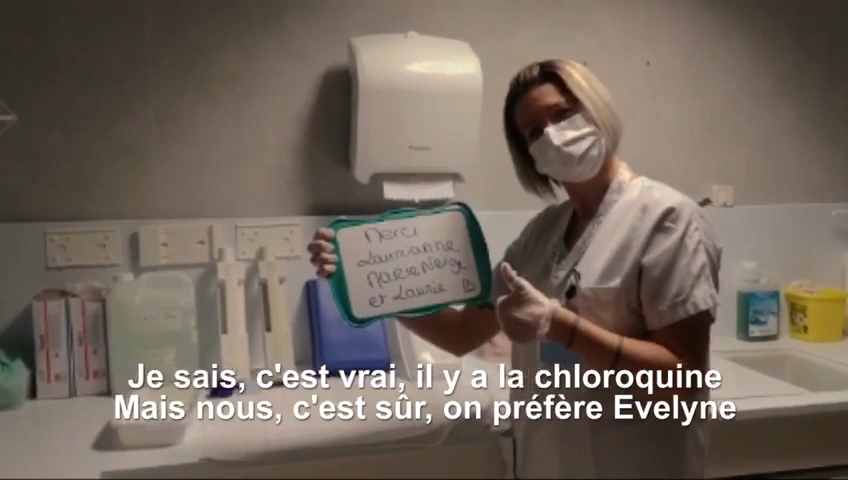 Merci
Laurianne
Marie Neige
et Laurie
Je sais, c'est vrai, il y a la chloroquine
Mais nous, c'est sûr, on préfère Evelyne